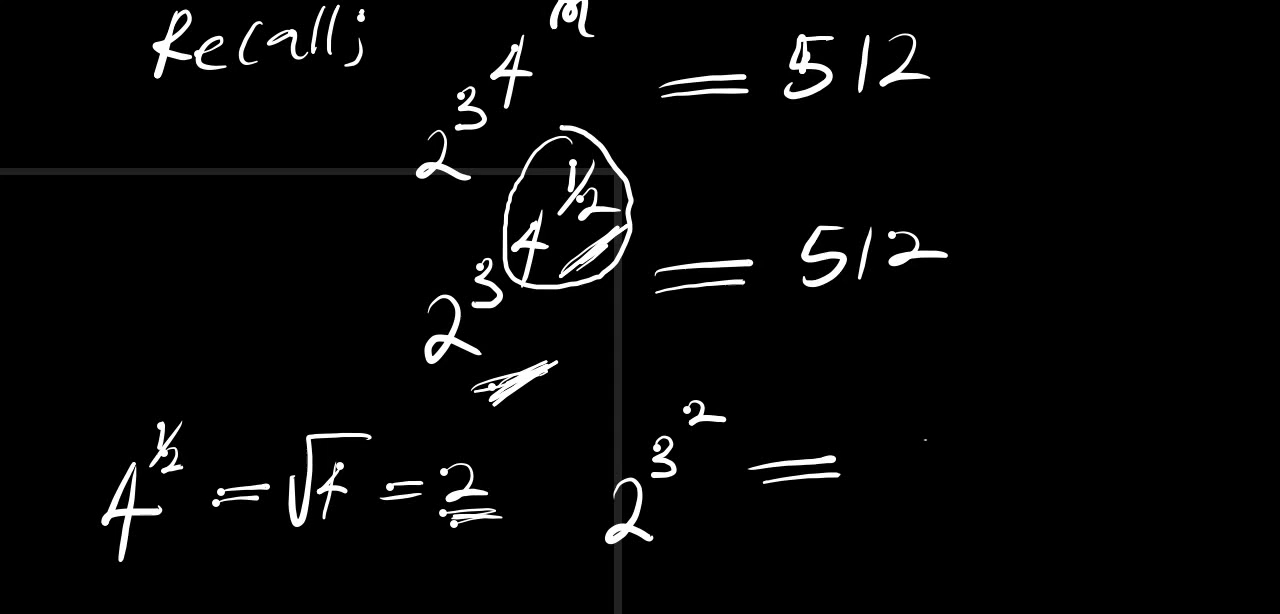 Recall;
2^3^4^n = 512
2^3^4^1/2 = 512
4^1/2 = √4 = 2
2^3^2 =